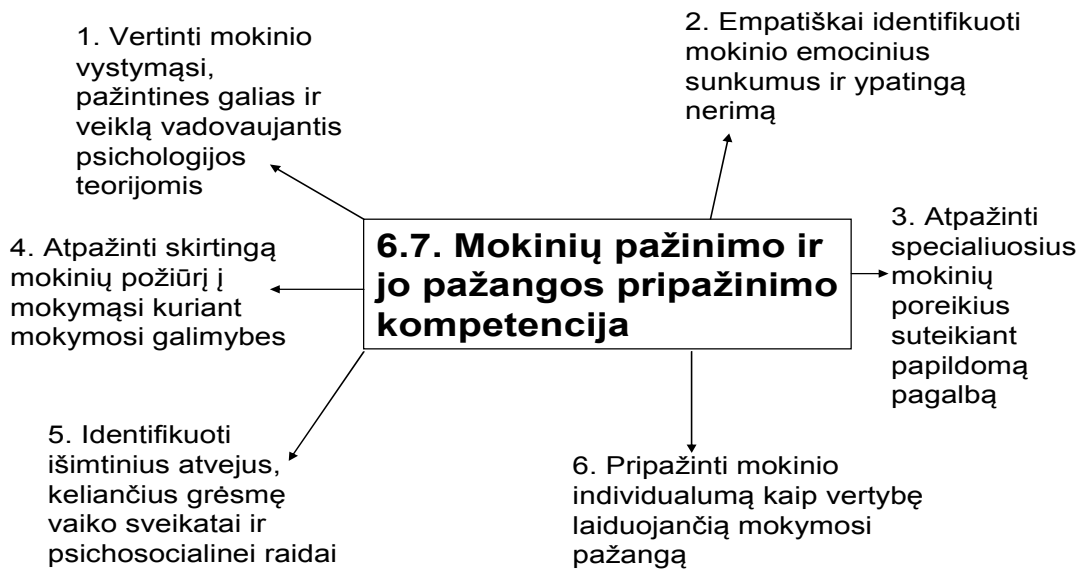 1. Vertinti mokinio
vystymąsi,
pažintines galias ir
veiklą vadovaujantis
psichologijos
teorijomis
2. Empatiškai identifikuoti
mokinio emocinius
sunkumus ir ypatingą
nerimą
6.7. Mokinių pažinimo ir
jo pažangos pripažinimo
kompetencija
3. Atpažinti
specialiuosius
mokinių
poreikius
suteikiant
papildomą
pagalbą
4. Atpažinti skirtingą
mokinių požiūrį į
mokymąsi kuriant
mokymosi galimybes
5. Identifikuoti
išimtinius atvejus,
keliančius grėsmę
vaiko sveikatai ir
psichosocialinei raidai
6. Pripažinti mokinio
individualumą kaip vertybę
laiduojančią mokymosi
pažangą